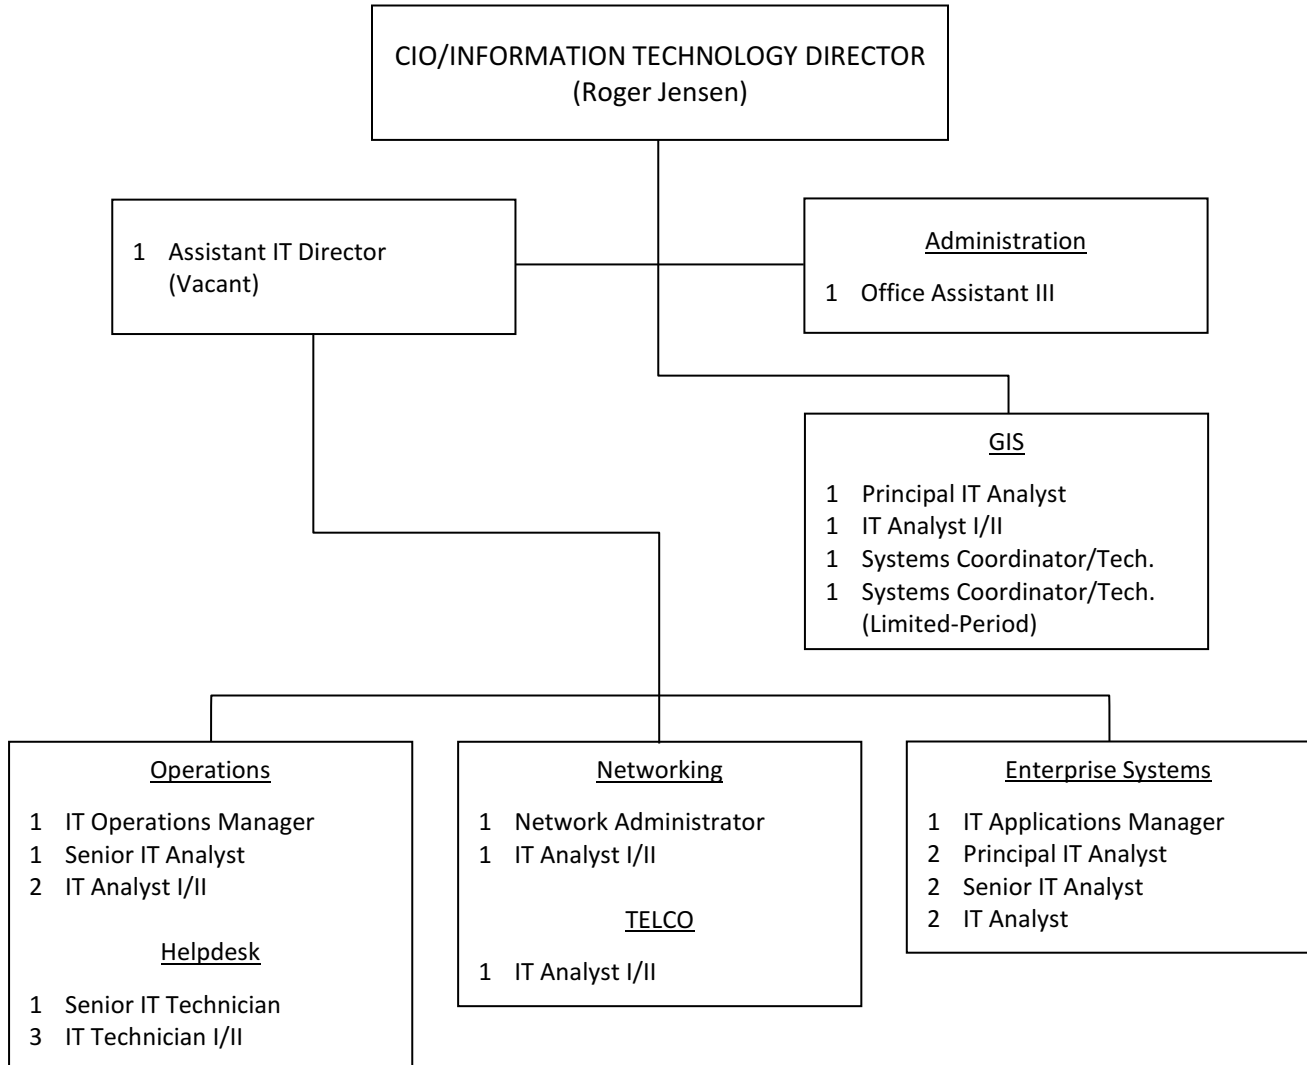 CIO/INFORMATION TECHNOLOGY DIRECTOR
(Roger Jensen)
1 Assistant IT Director
(Vacant)
Administration
1 Office Assistant III
GIS
1 Principal IT Analyst
1 IT Analyst I/II
1 Systems Coordinator/Tech.
1 Systems Coordinator/Tech.
(Limited-Period)
Operations
1 IT Operations Manager
1 Senior IT Analyst
2 IT Analyst I/II
Helpdesk
1 Senior IT Technician
3 IT Technician I/II
Networking
1 Network Administrator
1 IT Analyst I/II
TELCO
1 IT Analyst I/II
Enterprise Systems
1 IT Applications Manager
2 Principal IT Analyst
2 Senior IT Analyst
2 IT Analyst